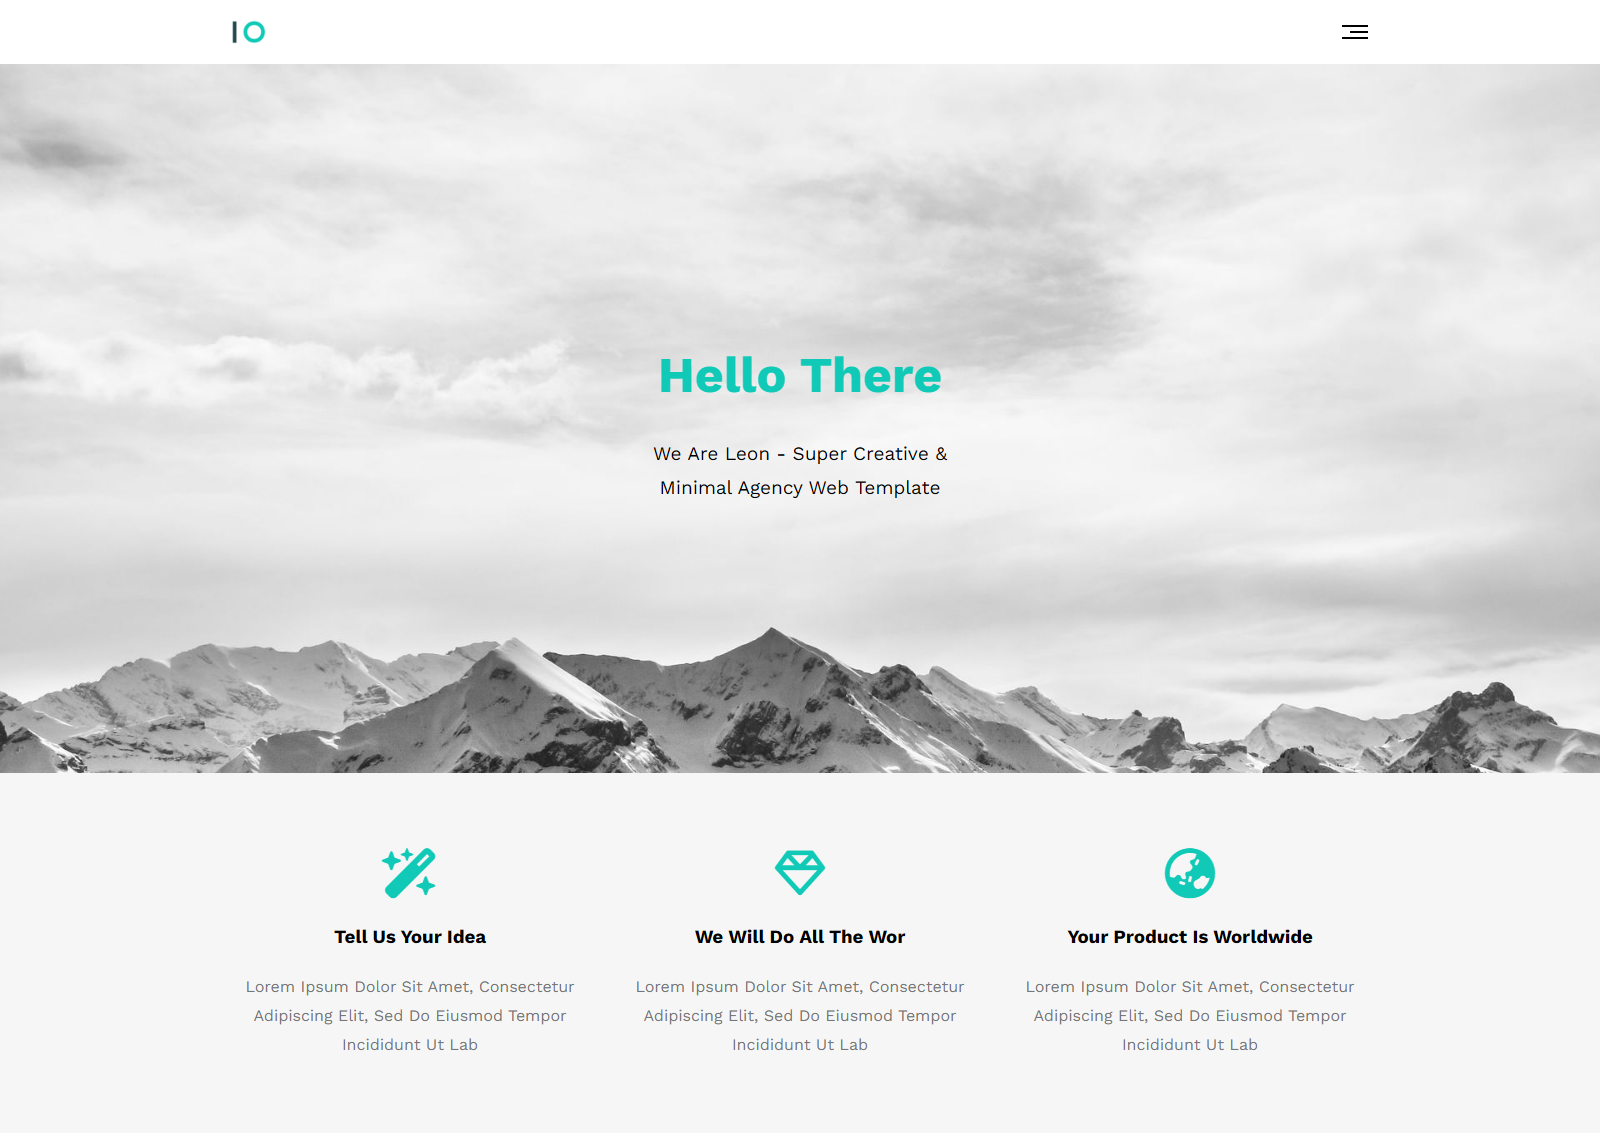 IO
Hello There
We Are Leon - Super Creative &
Minimal Agency Web Template
Tell Us Your Idea
Lorem Ipsum Dolor Sit Amet, Consectetur
Adipiscing Elit, Sed Do Eiusmod Tempor
Incididunt Ut Lab
We Will Do All The Wor
Lorem Ipsum Dolor Sit Amet, Consectetur
Adipiscing Elit, Sed Do Eiusmod Tempor
Incididunt Ut Lab
Your Product Is Worldwide
Lorem Ipsum Dolor Sit Amet, Consectetur
Adipiscing Elit, Sed Do Eiusmod Tempor
Incididunt Ut Lab